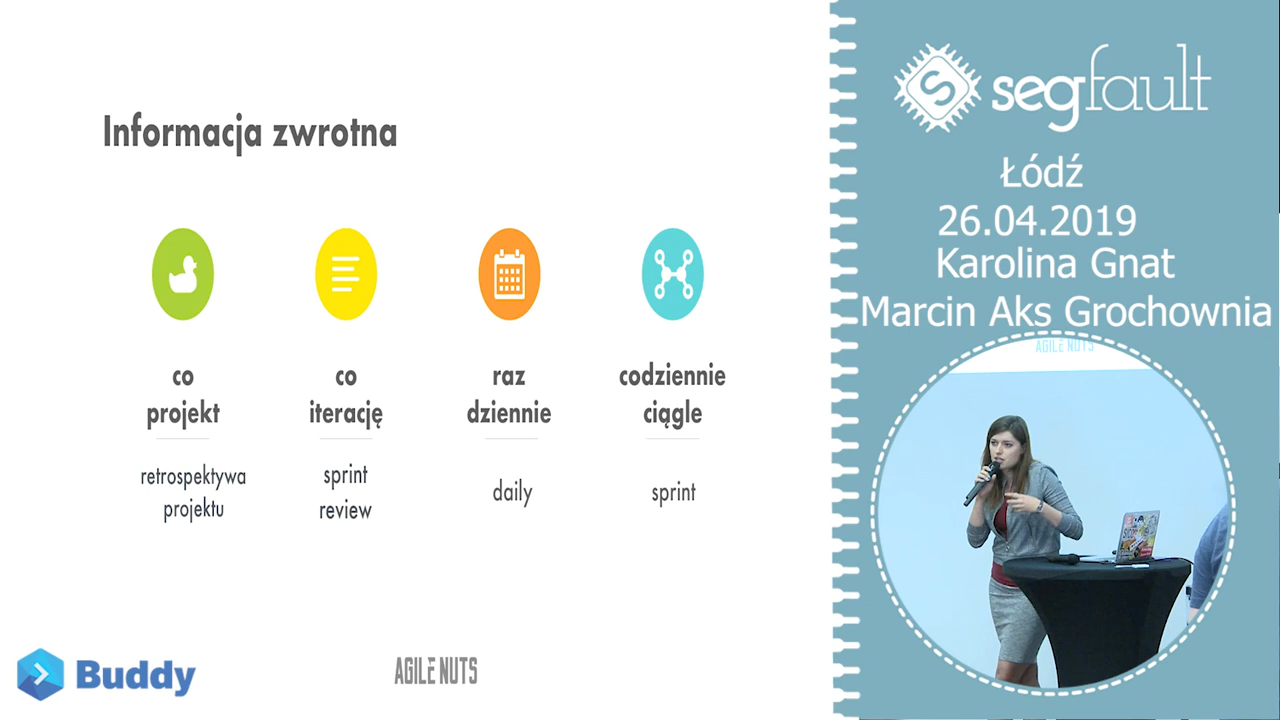 Informacja zwrotna
co
projekt
retrospektywa
projektu
co
iterację
sprint
review
raz
dziennie
daily
codziennie
ciągle
sprint
Buddy
AGILE NUTS
segfault
Łódź
26.04.2019
Karolina Gnat
Marcin Aks Grochownia
AGILE NUTS